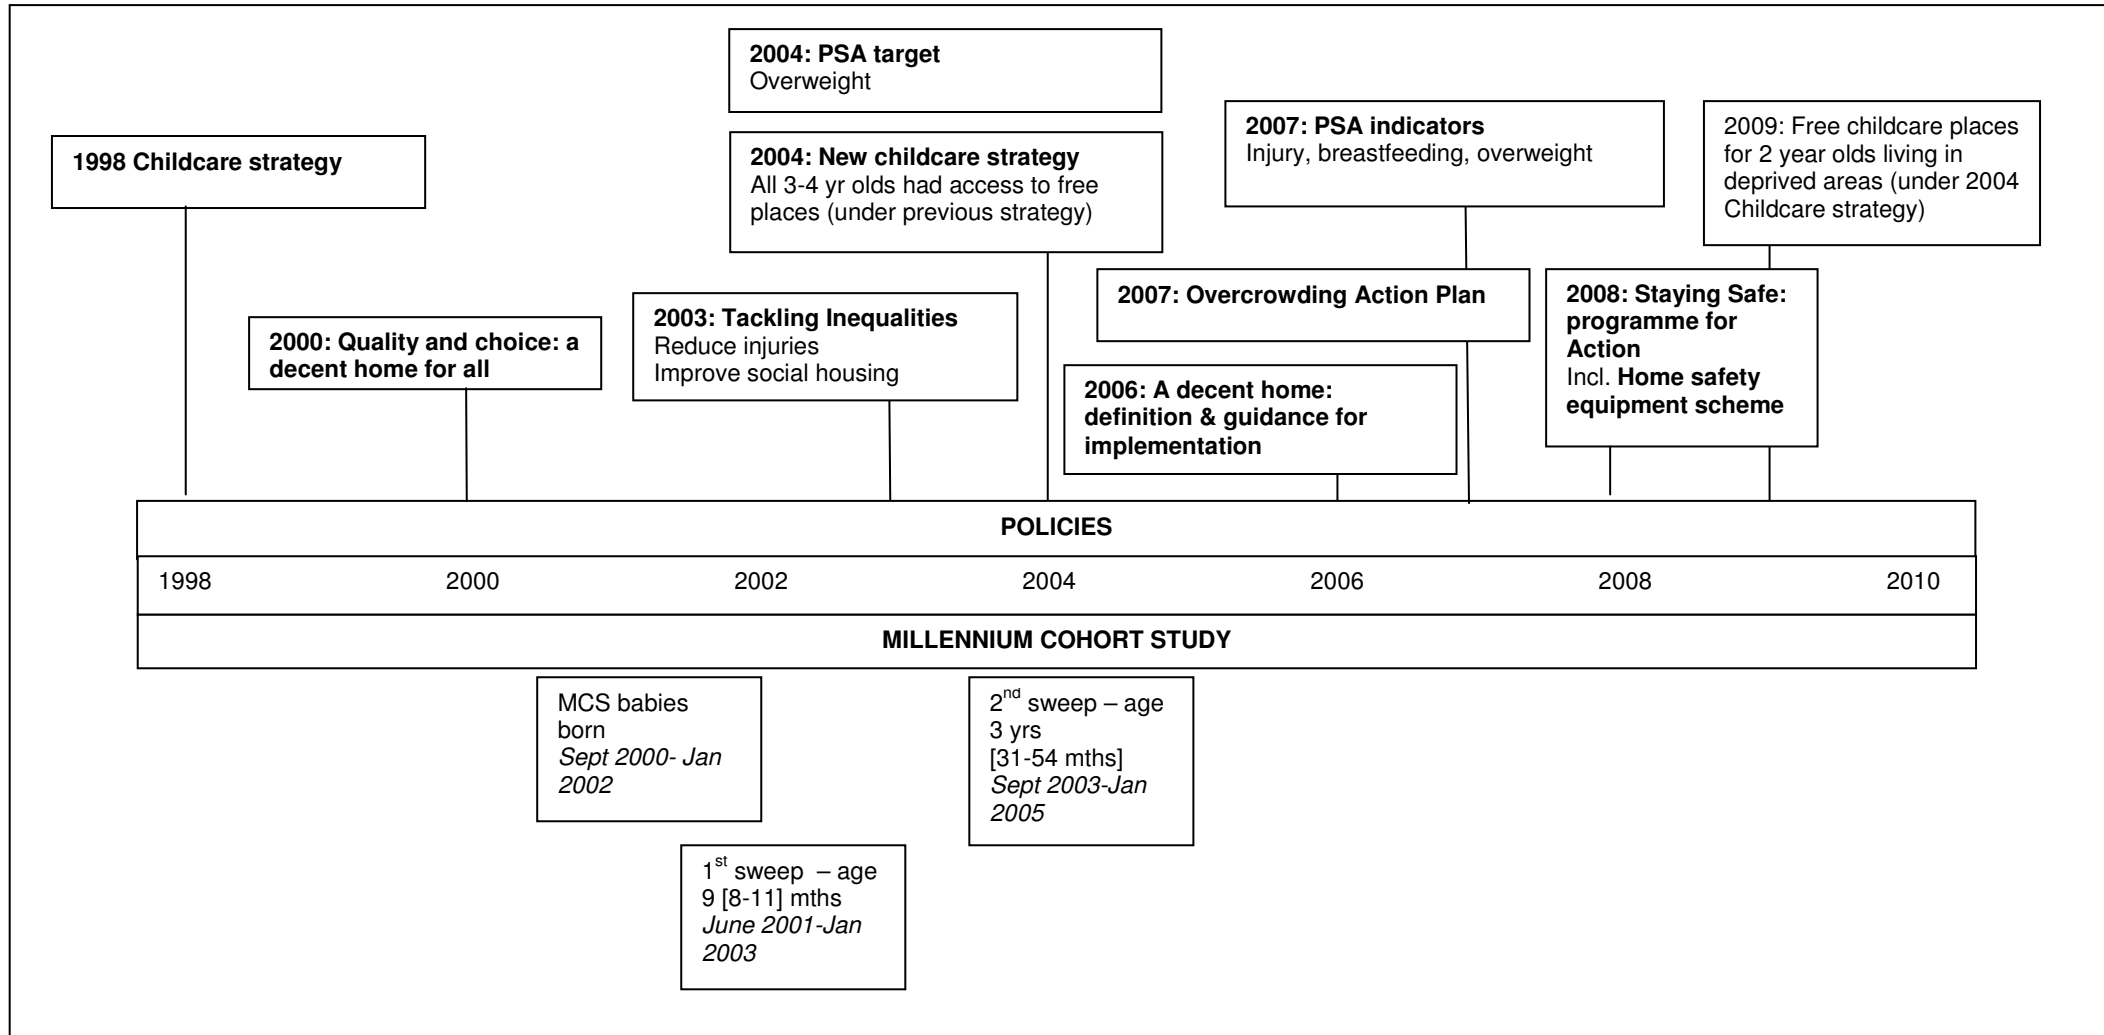 2004: PSA target
Overweight
1998 Childcare strategy
2004: New childcare strategy
All 3-4 yr olds had access to free
places (under previous strategy)
2007: PSA indicators
Injury, breastfeeding, overweight
2009: Free childcare places
for 2 year olds living in
deprived areas (under 2004
Childcare strategy)
2000: Quality and choice: a
decent home for all
2003: Tackling Inequalities
Reduce injuries
Improve social housing
2007: Overcrowding Action Plan
2006: A decent home:
definition & guidance for
implementation
2008: Staying Safe:
programme for
Action
Incl. Home safety
equipment scheme
POLICIES
1998 2000 2002 2004 2006 2008 2010
MILLENNIUM COHORT STUDY
MCS babies
born
Sept 2000- Jan
2002
1st sweep – age
9 [8-11] mths
June 2001-Jan
2003
2nd sweep – age
3 yrs
[31-54 mths]
Sept 2003-Jan
2005